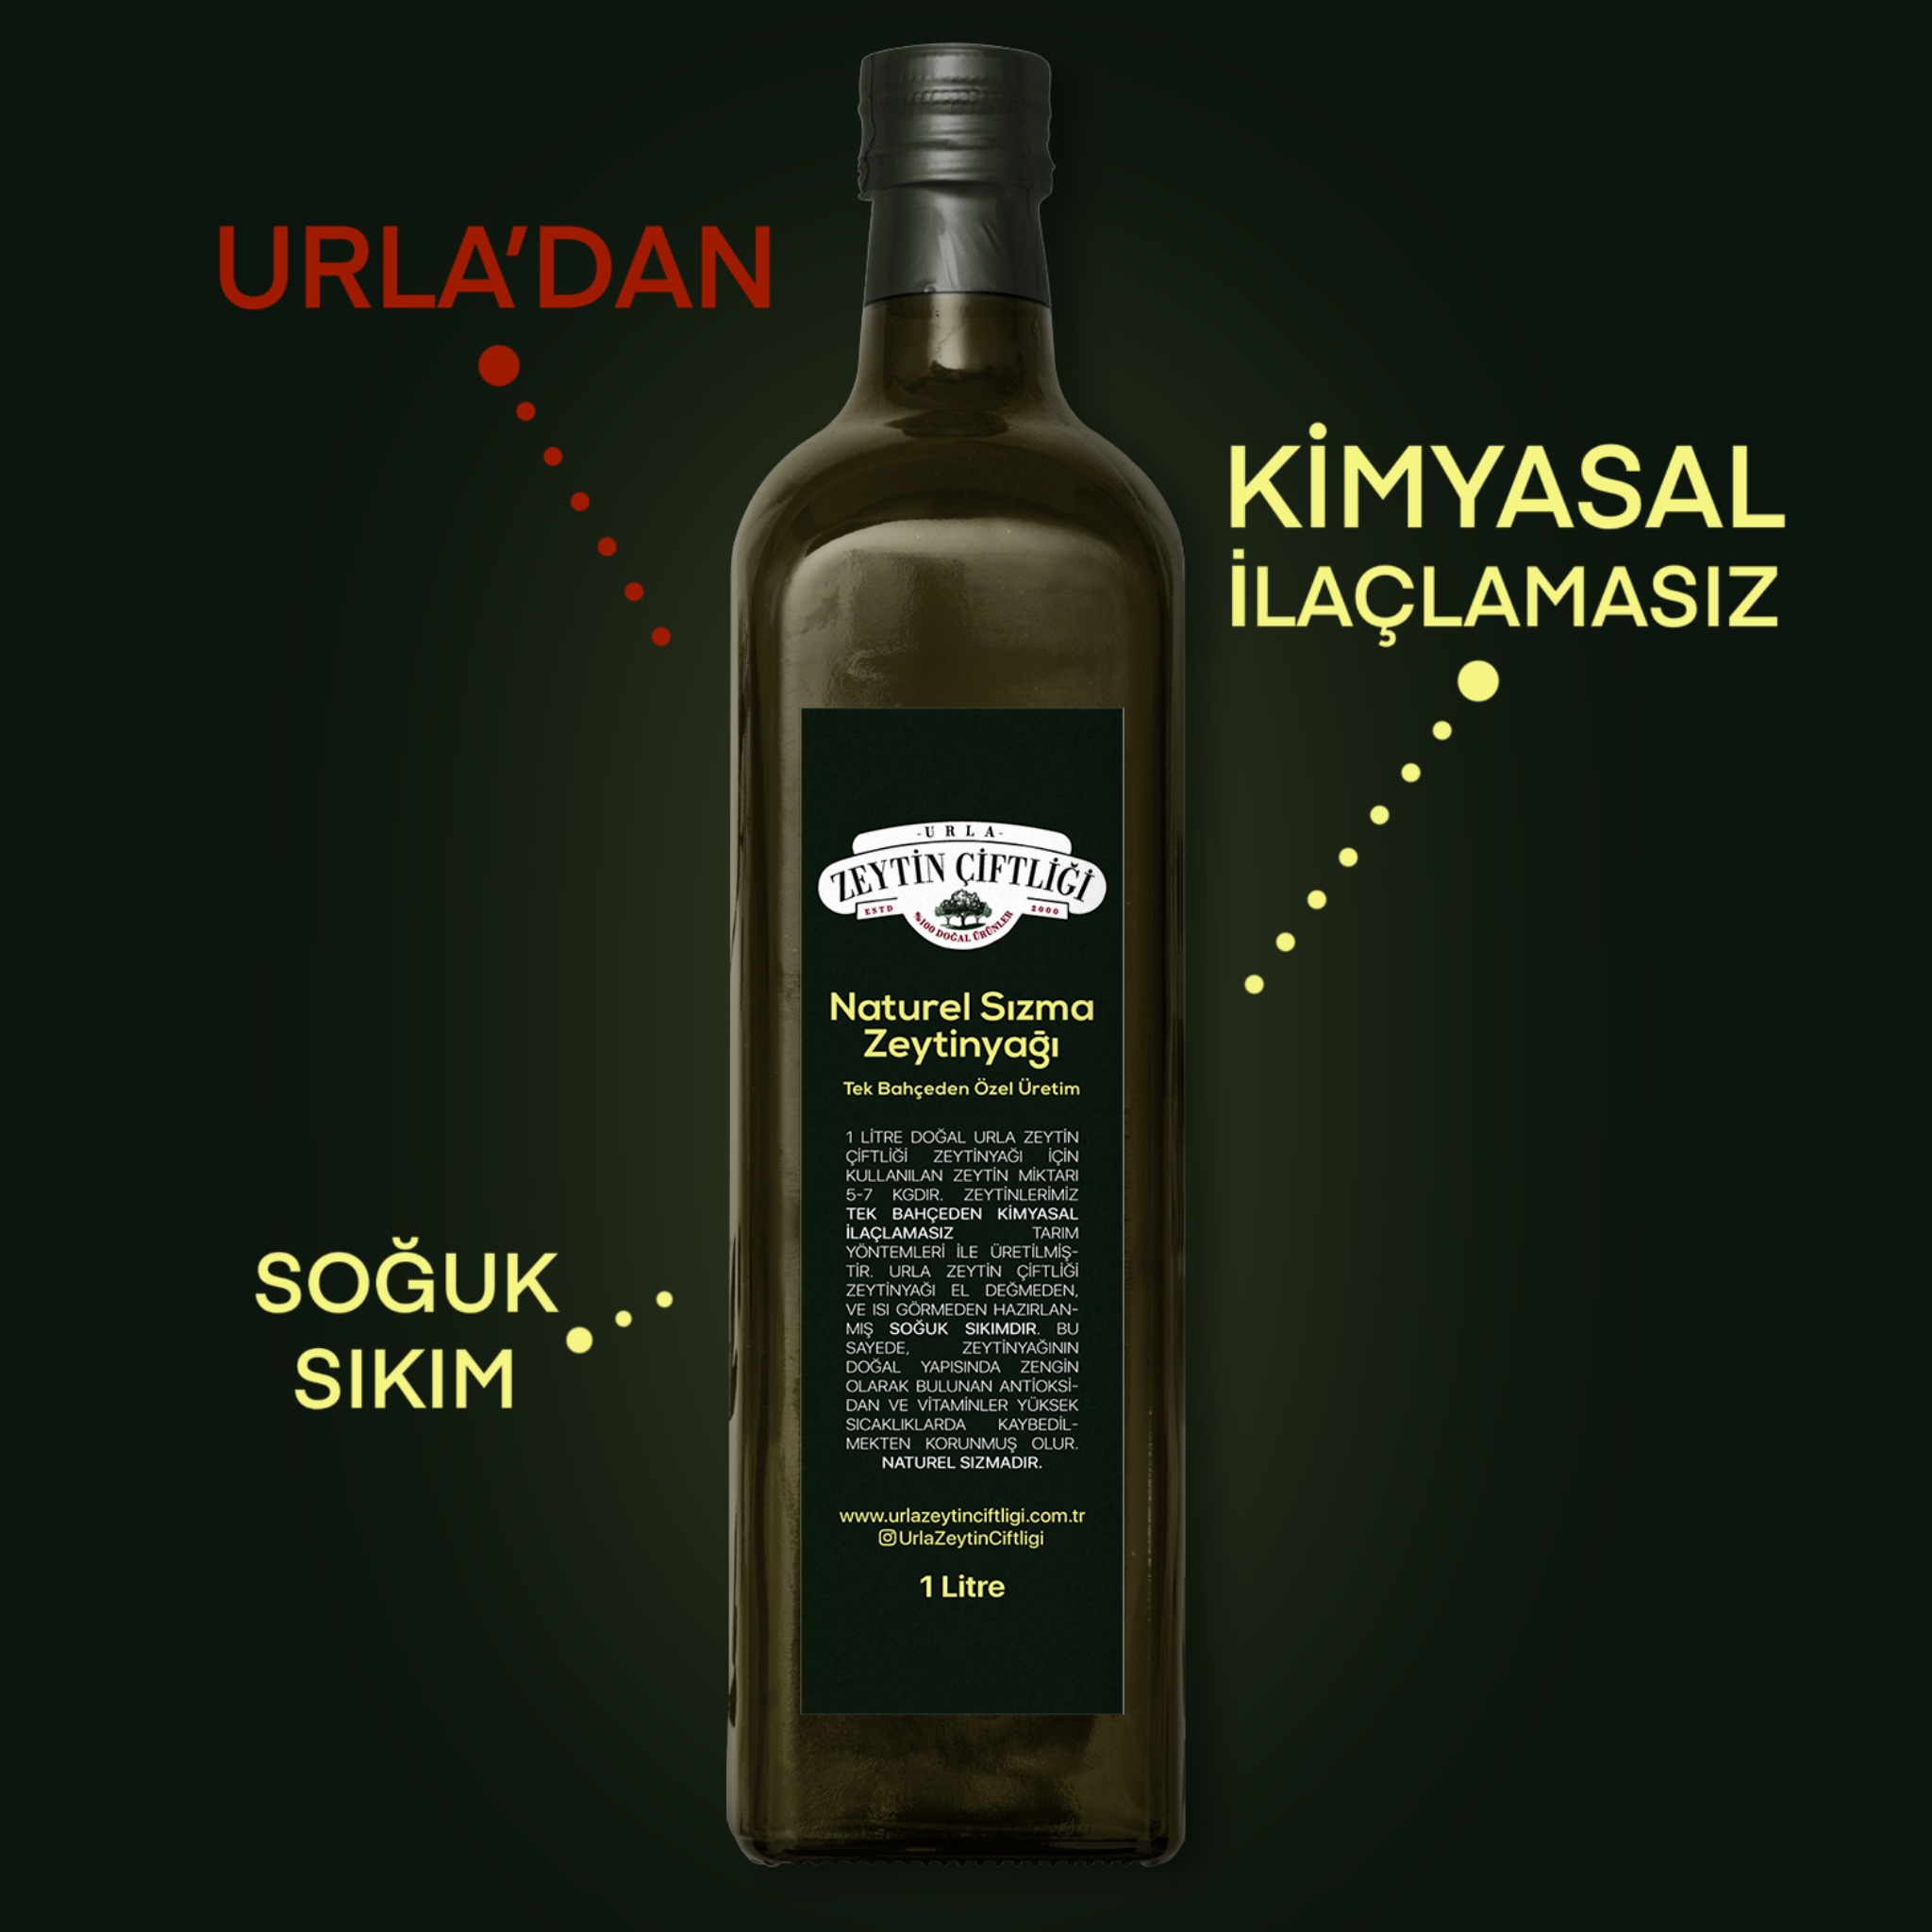 URLA'DAN
KİMYASAL
İLAÇLAMASIZ
-URLA-
ZEYTİN ÇİFTLİĞİ
ESTD 2000
%100 DOĞAL ÜRÜNLER
Naturel Sızma
Zeytinyağı
Tek Bahçeden Özel Üretim
1 LİTRE DOĞAL URLA ZEYTİN
ÇİFTLİĞİ ZEYTİNYAĞI İÇİN
KULLANILAN ZEYTİN MİKTARI
5-7 KGDIR. ZEYTİNLERİMİZ
TEK BAHÇEDEN KİMYASAL
İLAÇLAMASIZ TARIM
YÖNTEMLERİ İLE ÜRETİLMİŞ-
TİR. URLA ZEYTİN ÇİFTLİĞİ
ZEYTİNYAĞI EL DEĞMEDEN,
VE ISI GÖRMEDEN HAZIRLAN-
MIŞ SOĞUK SIKIMDIR. BU
SAYEDE, ZEYTİNYAĞININ
DOĞAL YAPISINDA ZENGİN
OLARAK BULUNAN ANTİOKSİ-
DAN VE VİTAMİNLER YÜKSEK
SICAKLIKLARDA KAYBEDİL-
MEKTEN KORUNMUŞ OLUR.
NATUREL SIZMADIR.
www.urlazeytinciftligi.com.tr
UrlaZeytinCiftligi
1 Litre
SOĞUK
SIKIM